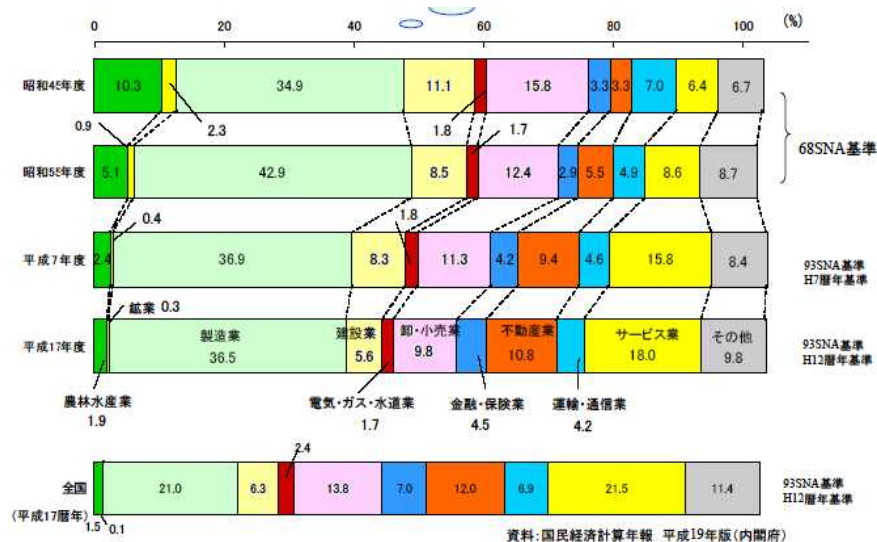 0 20 40 60 80 100 (%)
昭和45年度 10.3 34.9 11.1 15.8 3.3 3.3 7.0 6.4 6.7
0.9 2.3 1.8 1.7
68SNA基準
昭和55年度 5.1 42.9 8.5 12.4 2.9 5.5 4.9 8.6 8.7
0.4 1.8
平成7年度 2.4 36.9 8.3 11.3 4.2 9.4 4.6 15.8 8.4
93SNA基準
H7暦年基準
鉱業 0.3
平成17年度 製造業 建設業 卸・小売業 不動産業 サービス業 その他
36.5 5.6 9.8 10.8 18.0 9.8
93SNA基準
H12暦年基準
農林水産業 電気・ガス・水道業 金融・保険業 運輸・通信業
1.9 1.7 4.5 4.2
2.4
全国 21.0 6.3 13.8 7.0 12.0 6.9 21.5 11.4
(平成17暦年)
1.5 0.1
93SNA基準
H12暦年基準
資料:国民経済計算年報 平成19年版(内閣府)